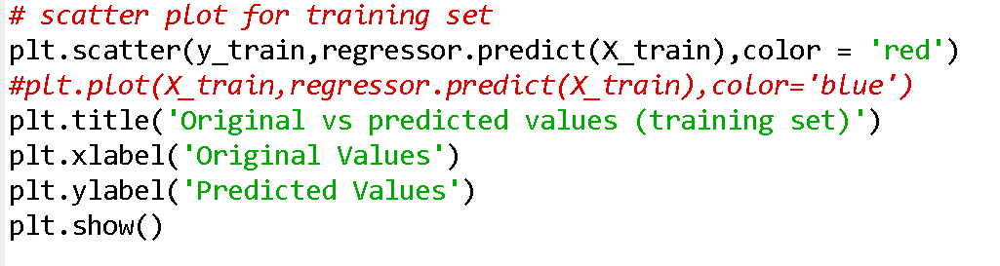 # scatter plot for training set
plt.scatter(y_train,regressor.predict(X_train),color = 'red')
#plt.plot(X_train,regressor.predict(X_train),color='blue')
plt.title('Original vs predicted values (training set)')
plt.xlabel('Original Values')
plt.ylabel('Predicted Values')
plt.show()